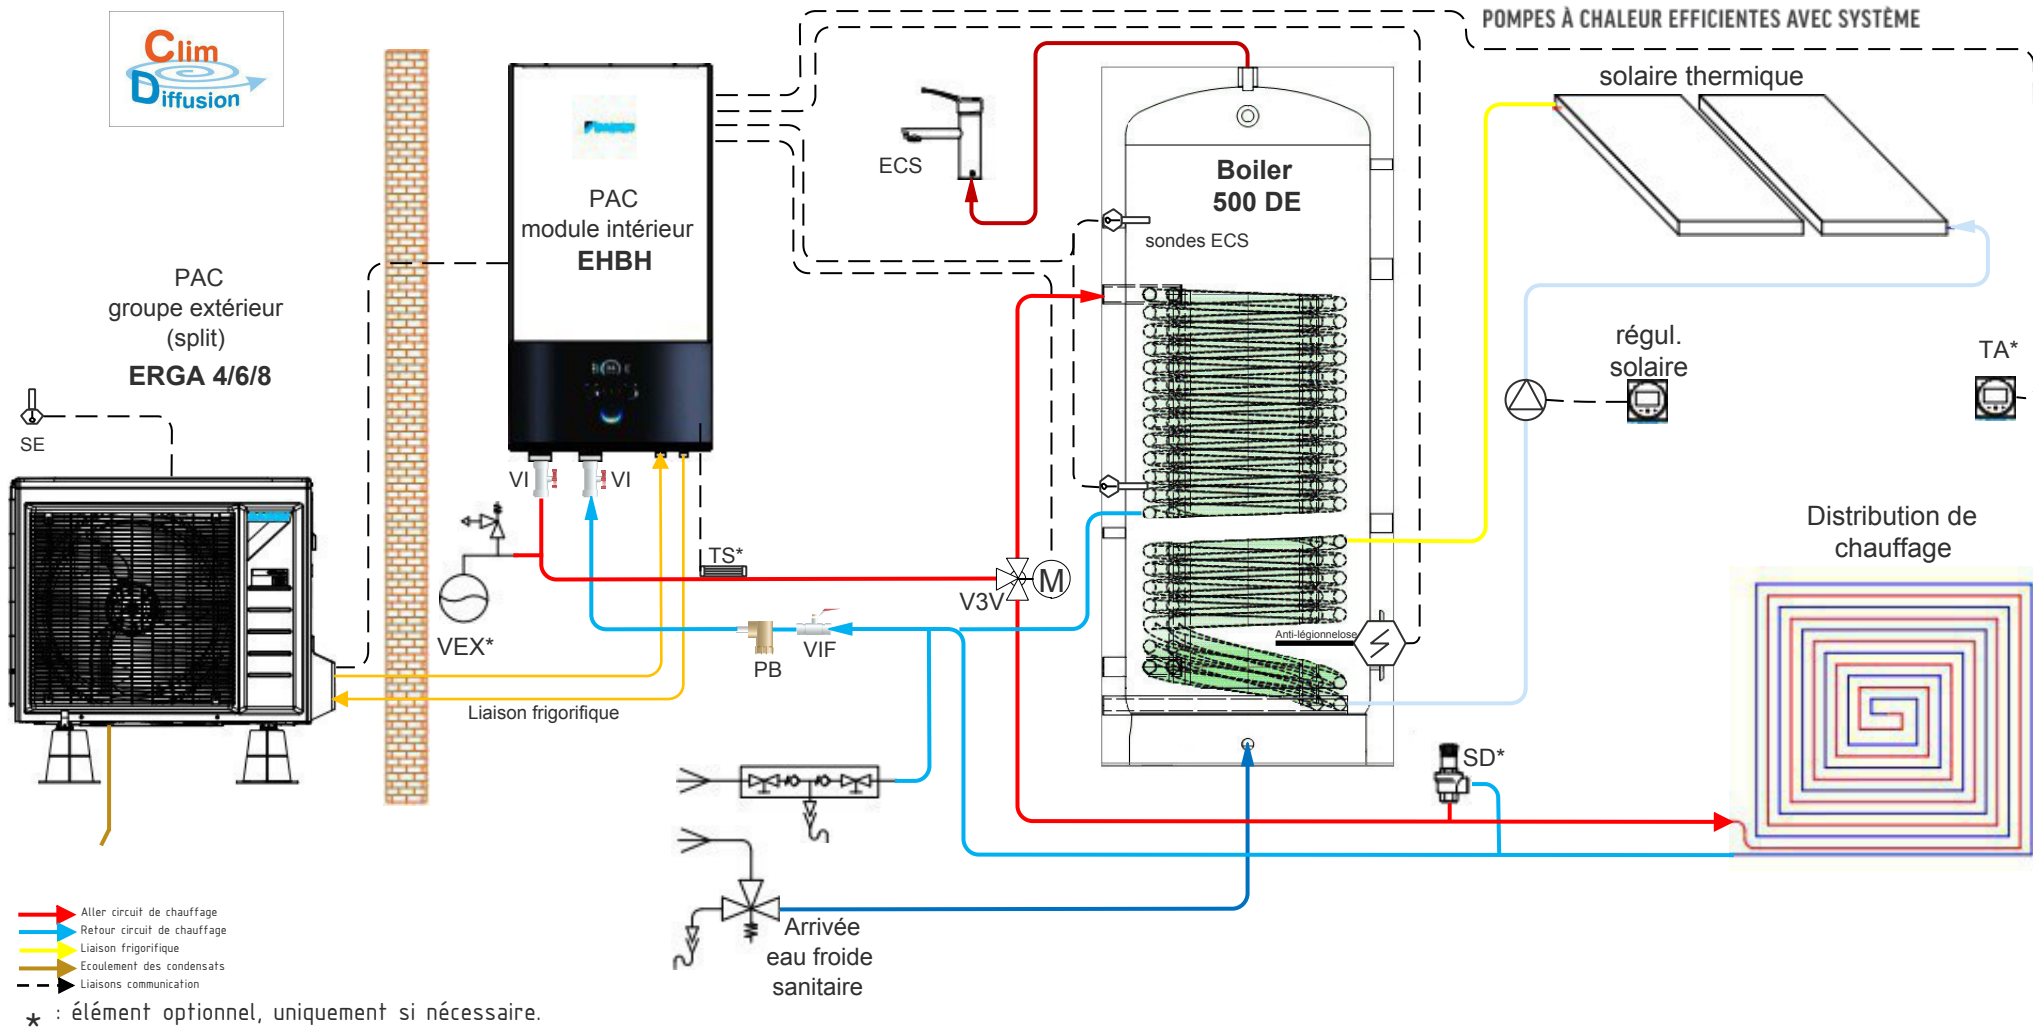 POMPES À CHALEUR EFFICIENTES AVEC SYSTÈME
Clim
Diffusion
solaire thermique
ECS
Boiler
500 DE
PAC
module intérieur
EHBH
sondes ECS
PAC
groupe extérieur
(split)
ERGA 4/6/8
régul.
solaire
TA*
SE
VI
VI
Distribution de
chauffage
TS*
M
V3V
VEX*
PB
VIF
Anti-légionnelose
Liaison frigorifique
SD*
Arrivée
eau froide
sanitaire
Aller circuit de chauffage
Retour circuit de chauffage
Liaison frigorifique
Ecoulement des condensats
Liaisons communication
* : élément optionnel, uniquement si nécessaire.